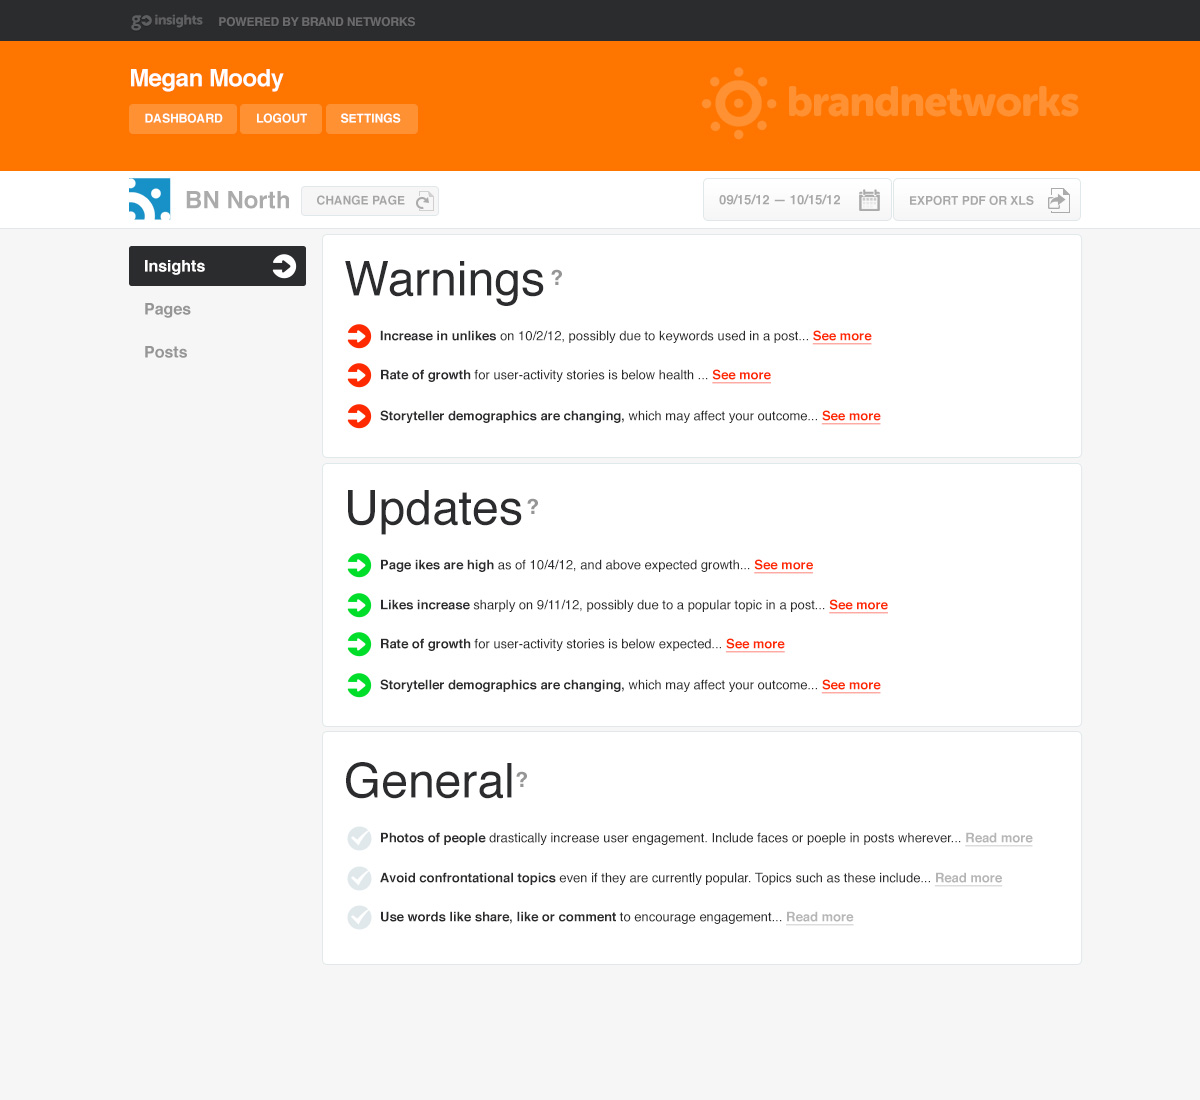 go insights POWERED BY BRAND NETWORKS
Megan Moody
DASHBOARD LOGOUT SETTINGS
brandnetworks
BN North CHANGE PAGE 09/15/12 — 10/15/12 EXPORT PDF OR XLS
Insights
Pages
Posts
Warnings ?
Increase in unlikes on 10/2/12, possibly due to keywords used in a post... See more
Rate of growth for user-activity stories is below health ... See more
Storyteller demographics are changing, which may affect your outcome... See more
Updates ?
Page ikes are high as of 10/4/12, and above expected growth... See more
Likes increase sharply on 9/11/12, possibly due to a popular topic in a post... See more
Rate of growth for user-activity stories is below expected... See more
Storyteller demographics are changing, which may affect your outcome... See more
General ?
Photos of people drastically increase user engagement. Include faces or poeple in posts wherever... Read more
Avoid confrontational topics even if they are currently popular. Topics such as these include... Read more
Use words like share, like or comment to encourage engagement... Read more